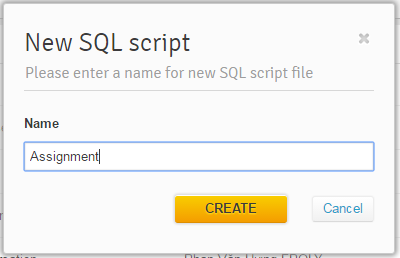 New SQL script
Please enter a name for new SQL script file
Name
Assignment
CREATE
Cancel